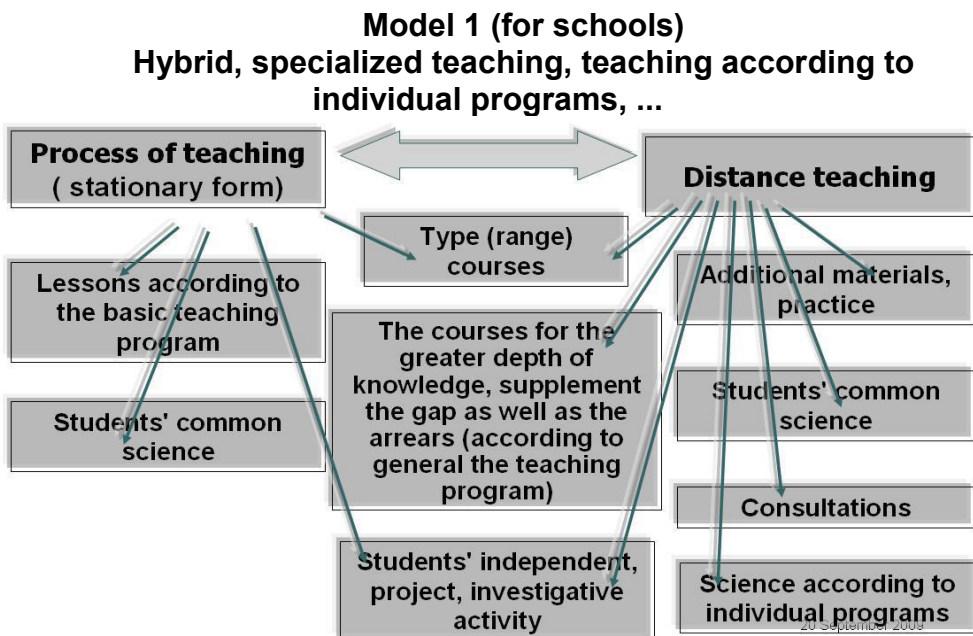 Model 1 (for schools)
Hybrid, specialized teaching, teaching according to
individual programs, ...
Process of teaching
( stationary form)
Distance teaching
Type (range)
courses
Lessons according to
the basic teaching
program
Additional materials,
practice
The courses for the
greater depth of
knowledge, supplement
the gap as well as the
arrears (according to
general the teaching
program)
Students' common
science
Students' common
science
Consultations
Students' independent,
project, investigative
activity
Science according to
individual programs
20 September 2009